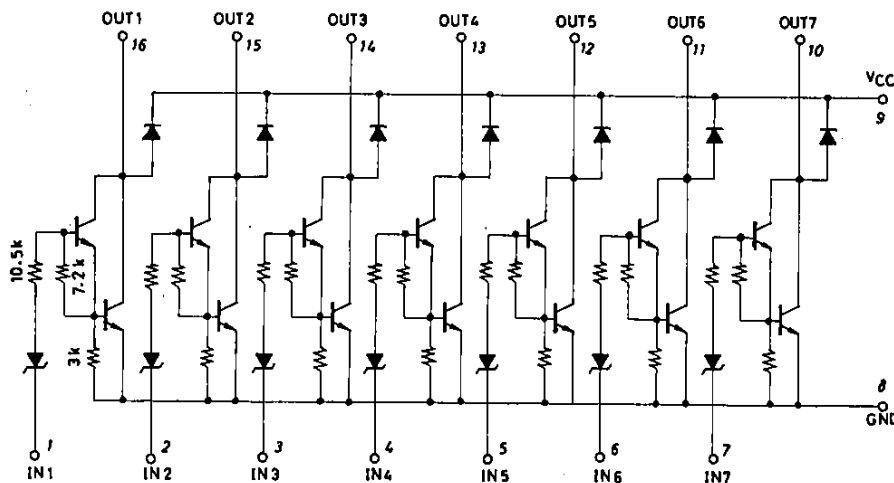 OUT1 OUT2 OUT3 OUT4 OUT5 OUT6 OUT7
16 15 14 13 12 11 10
VCC
9
10.5k
7.2k
3k
8
GND
1 2 3 4 5 6 7
IN1 IN2 IN3 IN4 IN5 IN6 IN7